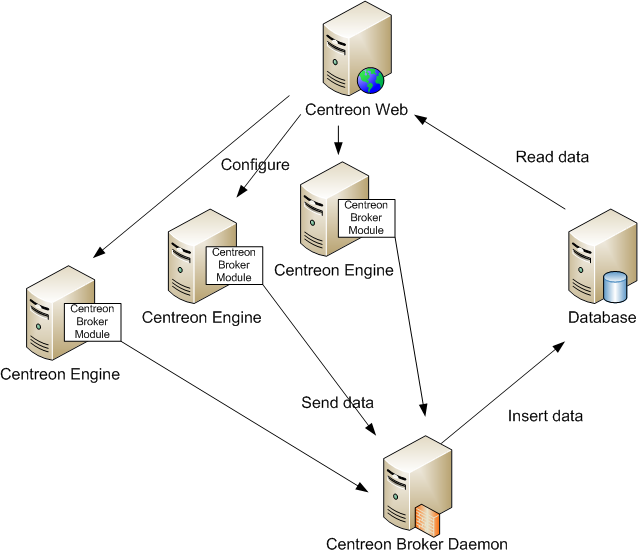 Centreon Web
Read data
Configure
Centreon
Broker
Module
Centreon Engine
Centreon
Broker
Module
Centreon Engine
Centreon
Broker
Module
Centreon Engine
Database
Send data
Insert data
Centreon Broker Daemon